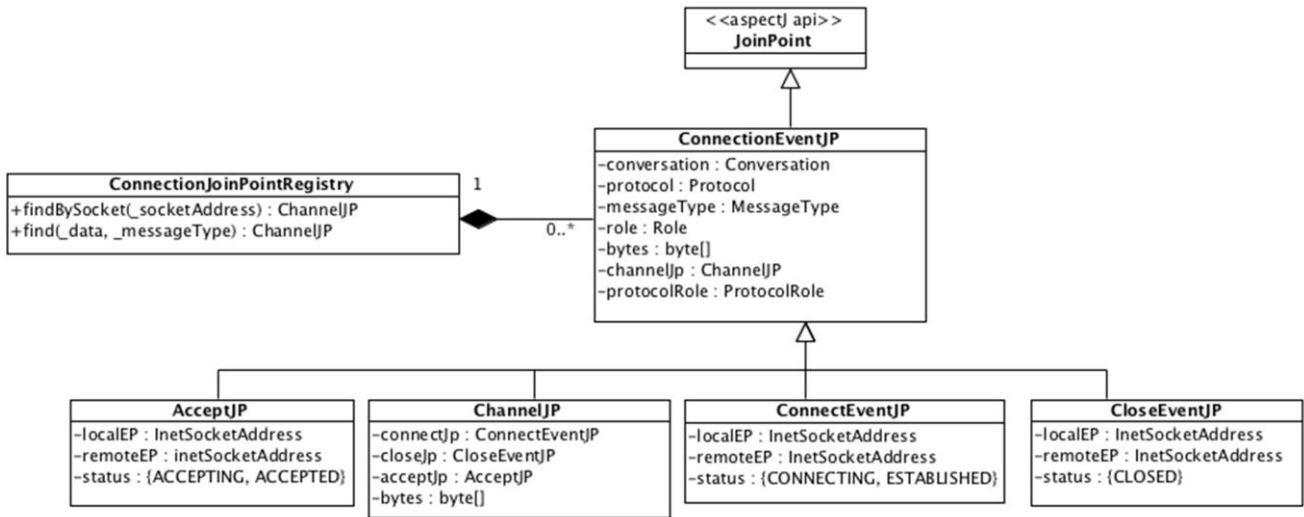 <<aspectJ api>>
JoinPoint
ConnectionEventJP
-conversation : Conversation
-protocol : Protocol
-messageType : MessageType
-role : Role
-bytes : byte[]
-channelJp : ChannelJP
-protocolRole : ProtocolRole
ConnectionJoinPointRegistry
+findBySocket(_socketAddress) : ChannelJP
+find(_data, _messageType) : ChannelJP
1
0..*
AcceptJP
-localEP : InetSocketAddress
-remoteEP : inetSocketAddress
-status : {ACCEPTING, ACCEPTED}
ChannelJP
-connectJp : ConnectEventJP
-closeJp : CloseEventJP
-acceptJp : AcceptJP
-bytes : byte[]
ConnectEventJP
-localEP : InetSocketAddress
-remoteEP : InetSocketAddress
-status : {CONNECTING, ESTABLISHED}
CloseEventJP
-localEP : InetSocketAddress
-remoteEP : InetSocketAddress
-status : {CLOSED}